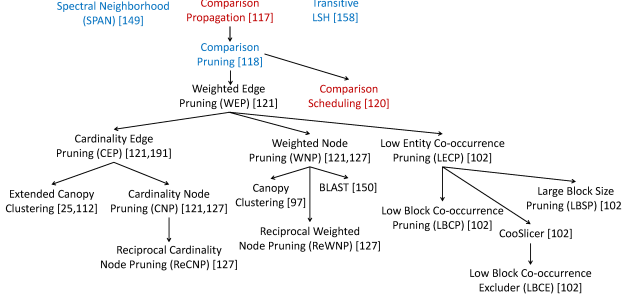 Spectral Neighborhood
(SPAN) [149]
Comparison
Propagation [117]
Transitive
LSH [158]
Comparison
Pruning [118]
Weighted Edge
Pruning (WEP) [121]
Comparison
Scheduling [120]
Cardinality Edge
Pruning (CEP) [121,191]
Weighted Node
Pruning (WNP) [121,127]
Low Entity Co-occurrence
Pruning (LECP) [102]
Extended Canopy
Clustering [25,112]
Cardinality Node
Pruning (CNP) [121,127]
Canopy
Clustering [97]
BLAST [150]
Low Block Co-occurrence
Pruning (LBCP) [102]
Large Block Size
Pruning (LBSP) [102
CooSlicer [102]
Reciprocal Cardinality
Node Pruning (ReCNP) [127]
Reciprocal Weighted
Node Pruning (ReWNP) [127]
Low Block Co-occurrence
Excluder (LBCE) [102]